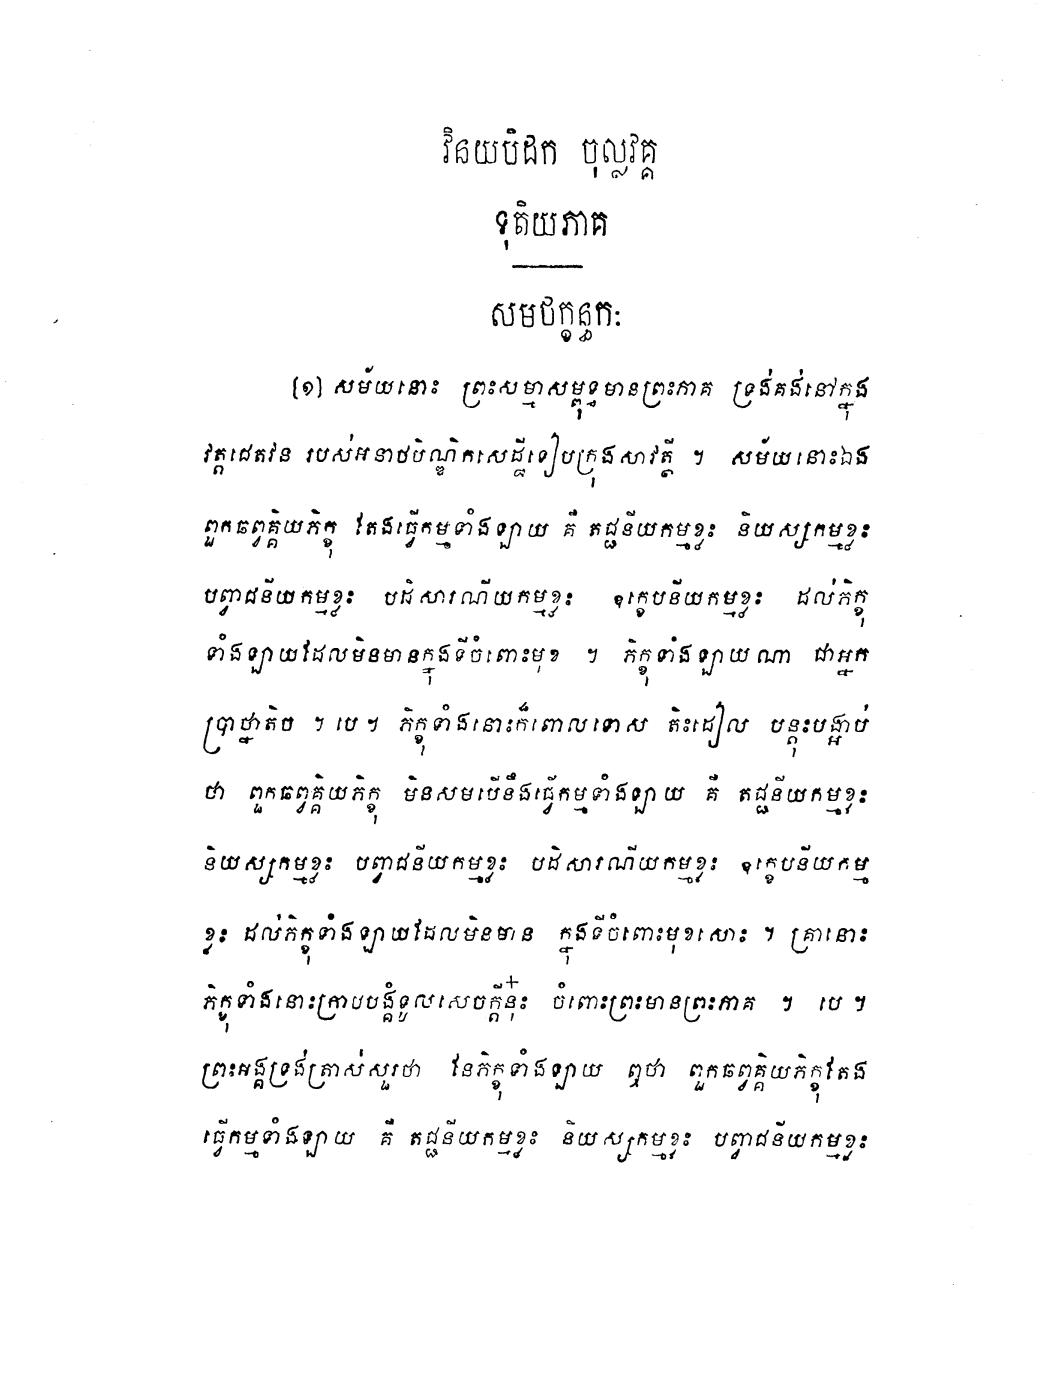 វិនយបិដក ចុល្លវគ្គ
ទុតិយភាគ
សមថក្ខន្ធកៈ
(១) សម័យនោះ ព្រះសម្មាសម្ពុទ្ធមានព្រះភាគ ទ្រង់គង់នៅក្នុង
វត្តជេតវន របស់អនាថបិណ្ឌិកសេដ្ឋីទៀបក្រុងសាវត្ថី ។ សម័យនោះឯង
ពួកឆព្វគ្គិយភិក្ខុ តែងធ្វើកម្មទាំងឡាយ គឺ តជ្ជនីយកម្មខ្លះ និយស្សកម្មខ្លះ
បព្វាជនីយកម្មខ្លះ បដិសារណីយកម្មខ្លះ ឧក្ខេបនីយកម្មខ្លះ ដល់ភិក្ខុ
ទាំងឡាយដែលមិនមានក្នុងទីចំពោះមុខ ។ ភិក្ខុទាំងឡាយណា ជាអ្នក
ប្រាថ្នាតិច ។ បេ ។ ភិក្ខុទាំងនោះក៏ពោលទោស តិះដៀល បន្តុះបង្អាប់
ថា ពួកឆព្វគ្គិយភិក្ខុ មិនសមបើនឹងធ្វើកម្មទាំងឡាយ គឺ តជ្ជនីយកម្មខ្លះ
និយស្សកម្មខ្លះ បព្វាជនីយកម្មខ្លះ បដិសារណីយកម្មខ្លះ ឧក្ខេបនីយកម្ម
ខ្លះ ដល់ភិក្ខុទាំងឡាយដែលមិនមាន ក្នុងទីចំពោះមុខសោះ ។ គ្រានោះ
ភិក្ខុទាំងនោះក្រាបបង្គំទូលសេចក្តីនុ៎ះ ចំពោះព្រះមានព្រះភាគ ។ បេ ។
ព្រះអង្គទ្រង់ត្រាស់សួរថា នែភិក្ខុទាំងឡាយ ឮថា ពួកឆព្វគ្គិយភិក្ខុតែង
ធ្វើកម្មទាំងឡាយ គឺ តជ្ជនីយកម្មខ្លះ និយស្សកម្មខ្លះ បព្វាជនីយកម្មខ្លះ